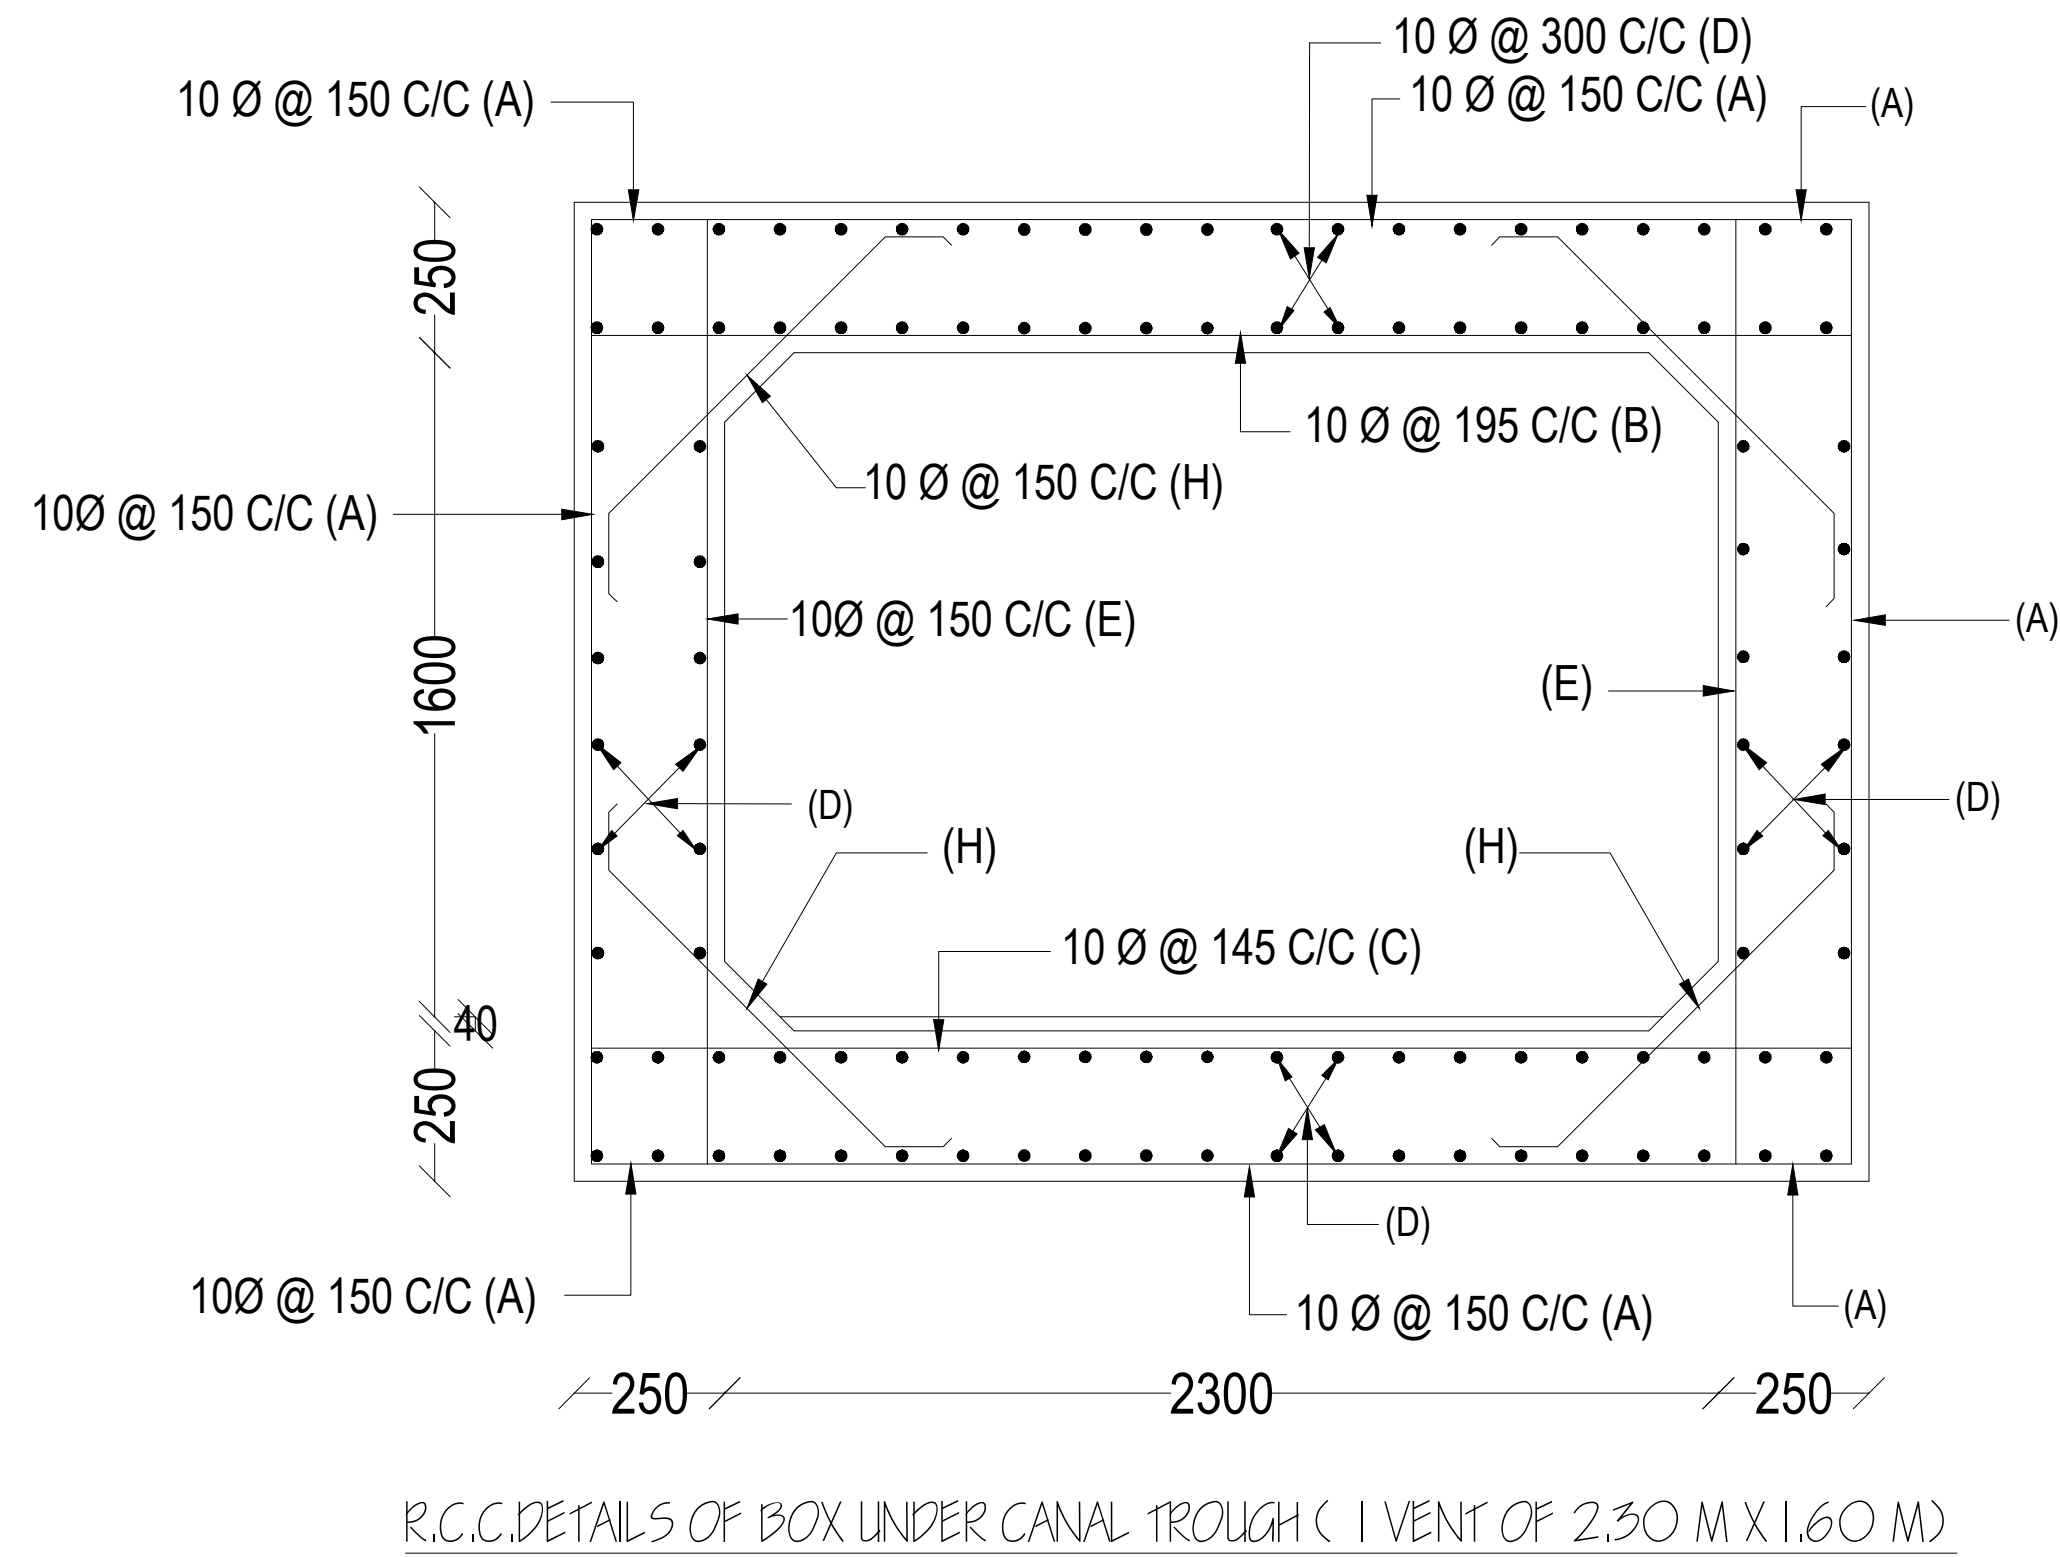 10 Ø @ 300 C/C (D)
10 Ø @ 150 C/C (A)
10 Ø @ 150 C/C (A)
(A)
250
10 Ø @ 195 C/C (B)
10 Ø @ 150 C/C (H)
10Ø @ 150 C/C (A)
10Ø @ 150 C/C (E)
(A)
1600
(E)
(D)
(D)
(H)
(H)
10 Ø @ 145 C/C (C)
40
250
(D)
10Ø @ 150 C/C (A)
10 Ø @ 150 C/C (A)
(A)
250
2300
250
R.C.C.DETAILS OF BOX UNDER CANAL TROUGH ( 1 VENT OF 2.30 M X 1.60 M)